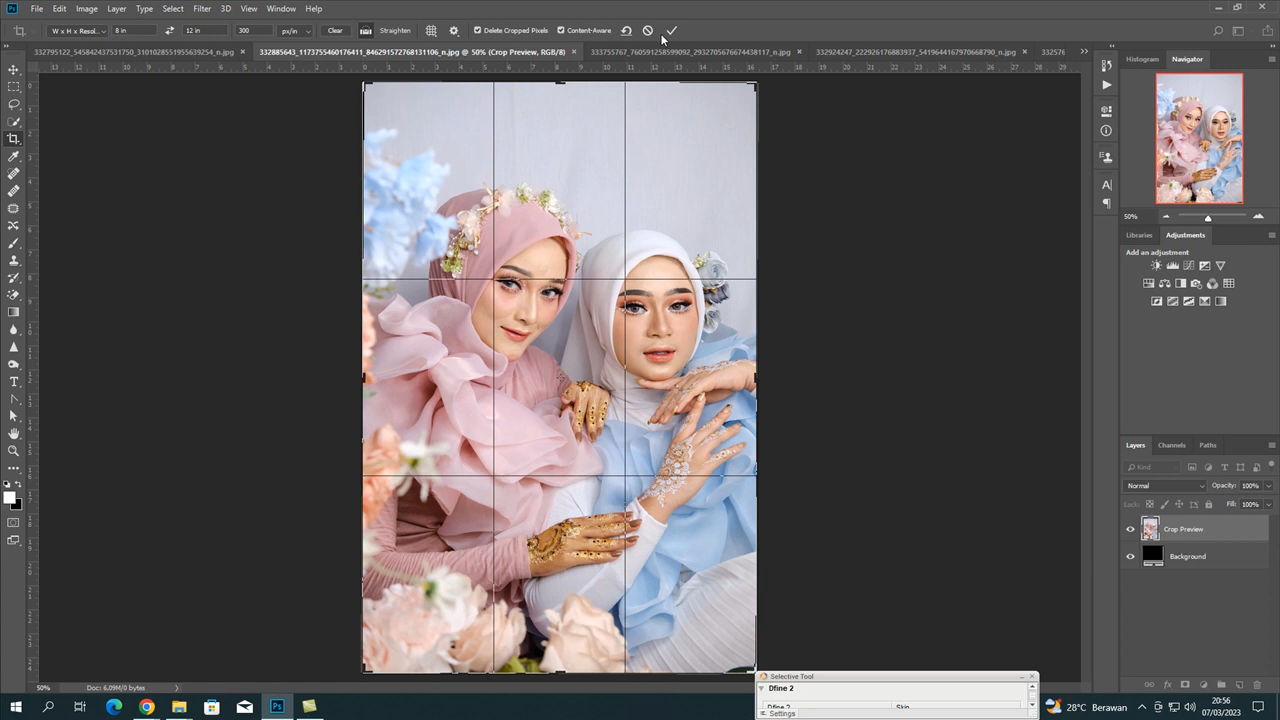 Ps File Edit Image Layer Type Select Filter 3D View Window Help
W x H x Resol... 8 in 12 in 300 px/in Clear Straighten Delete Cropped Pixels Content-Aware
332795122_545842437531750_3101028551955639254_n.jpg × 332885643_1173755460176411_846291572768131106_n.jpg @ 50% (Crop Preview, RGB/8) × 333755767_760591258599092_2932705676674438117_n.jpg × 332924247_222926176883937_5419644167970668790_n.jpg × 332576
Histogram Navigator
50%
Libraries Adjustments
Add an adjustment
Layers Channels Paths
Kind
Normal Opacity: 100%
Lock: Fill: 100%
Crop Preview
Background
50% Doc: 6.09M/0 bytes
Selective Tool
Dfine 2
Dfine 2 Skin
Settings
28°C Berawan 20:56
07/03/2023